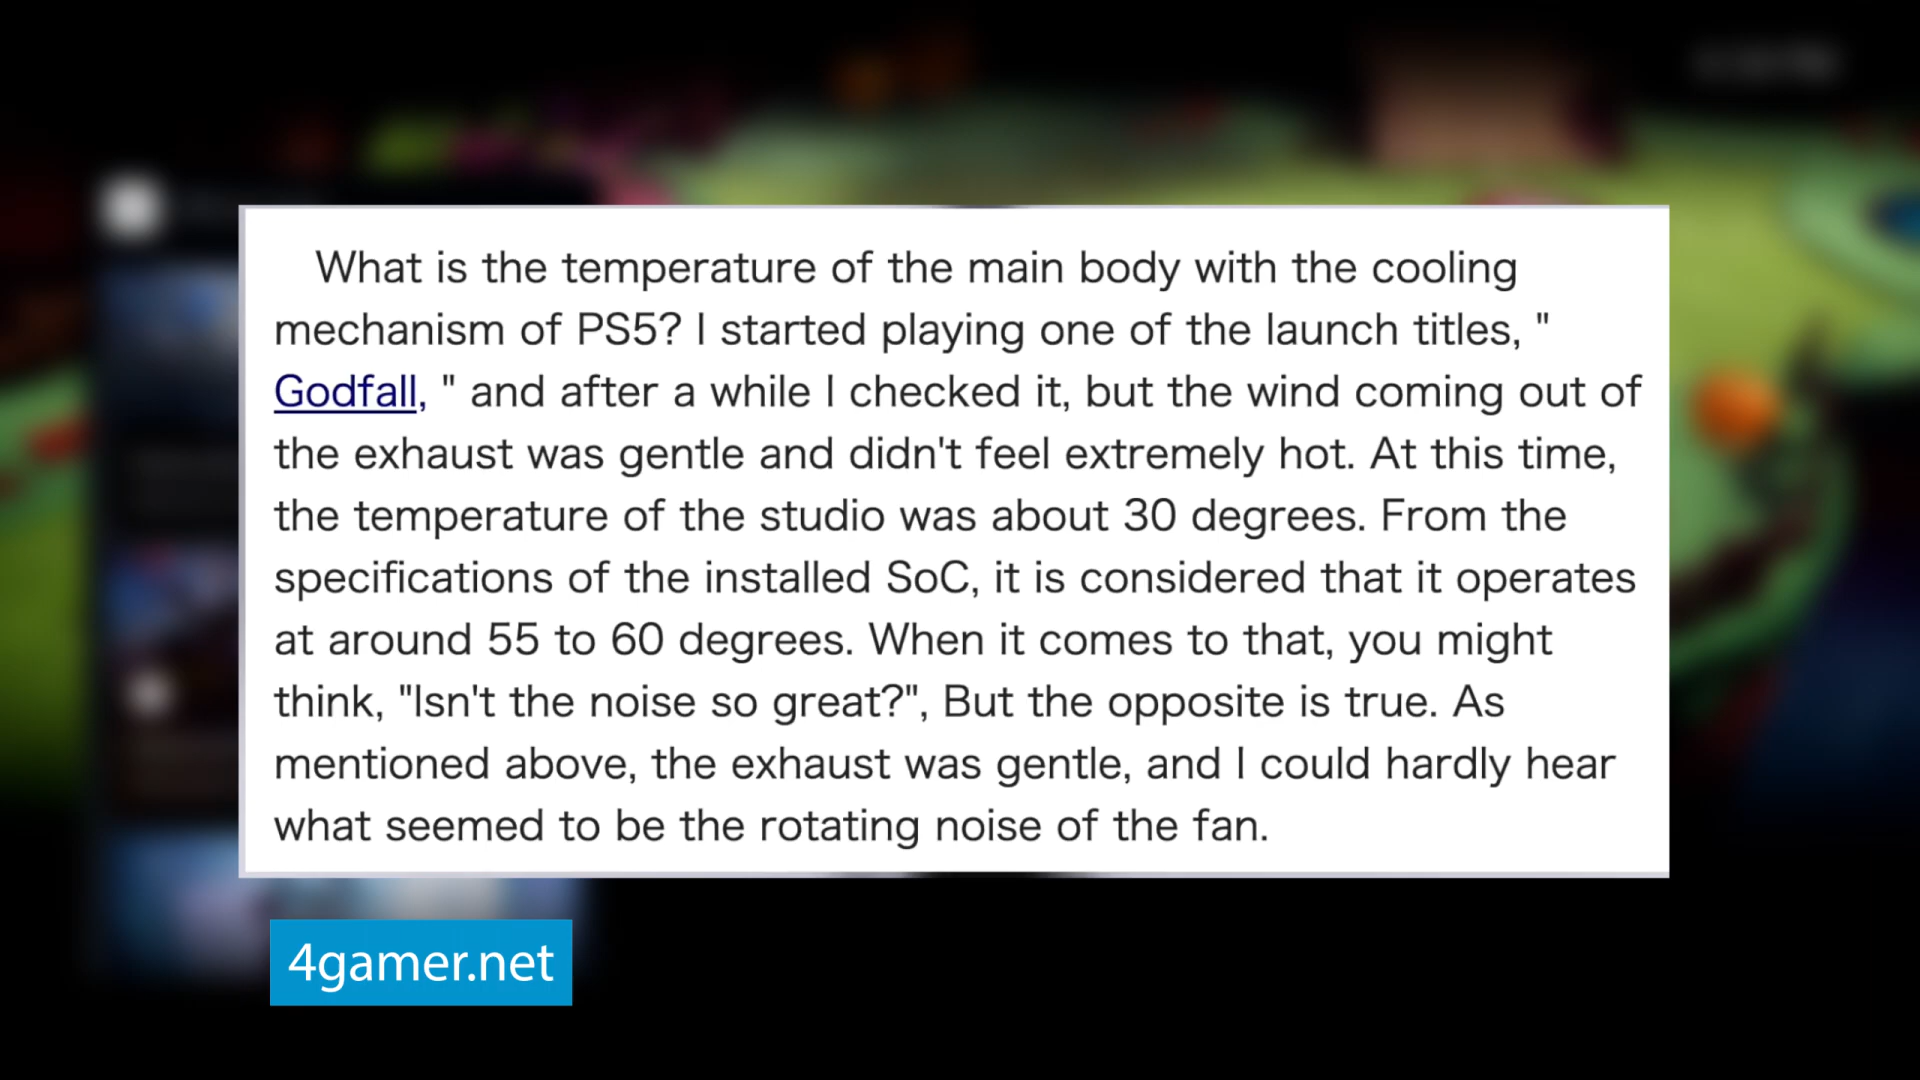 What is the temperature of the main body with the cooling
mechanism of PS5? I started playing one of the launch titles, "
Godfall, " and after a while I checked it, but the wind coming out of
the exhaust was gentle and didn't feel extremely hot. At this time,
the temperature of the studio was about 30 degrees. From the
specifications of the installed SoC, it is considered that it operates
at around 55 to 60 degrees. When it comes to that, you might
think, "Isn't the noise so great?", But the opposite is true. As
mentioned above, the exhaust was gentle, and I could hardly hear
what seemed to be the rotating noise of the fan.
4gamer.net